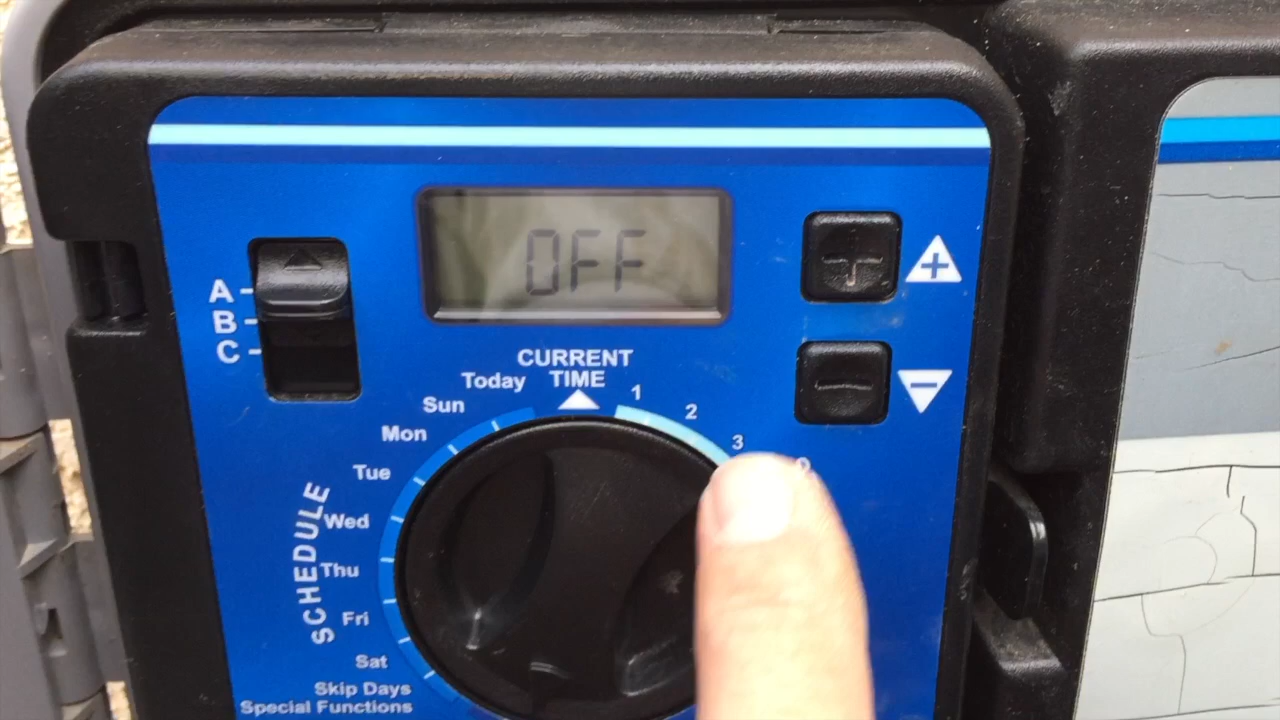 OFF
A
B
C
CURRENT
TIME
Today
Sun
Mon
Tue
Wed
Thu
Fri
Sat
Skip Days
Special Functions
SCHEDULE
1
2
3
+
−